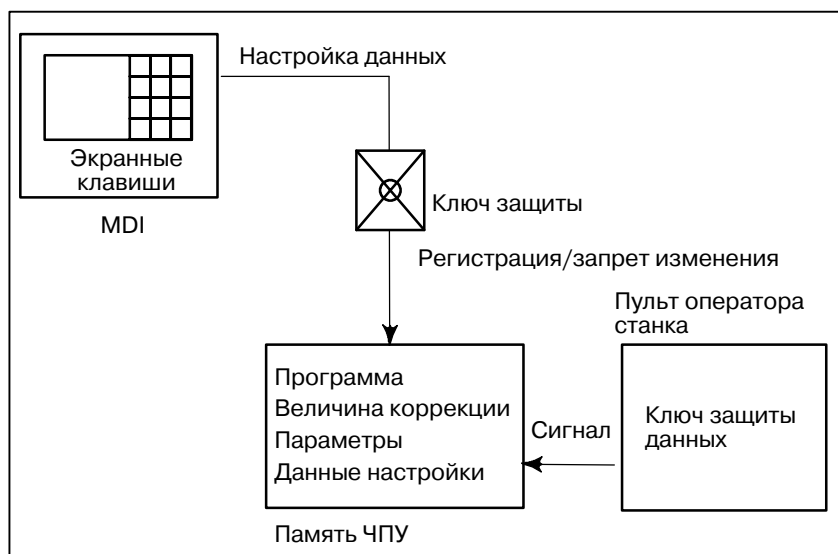 Настройка данных
Экранные
клавиши
MDI
Ключ защиты
Регистрация/запрет изменения
Пульт оператора
станка
Программа
Величина коррекции
Параметры
Данные настройки
Сигнал
Ключ защиты
данных
Память ЧПУ